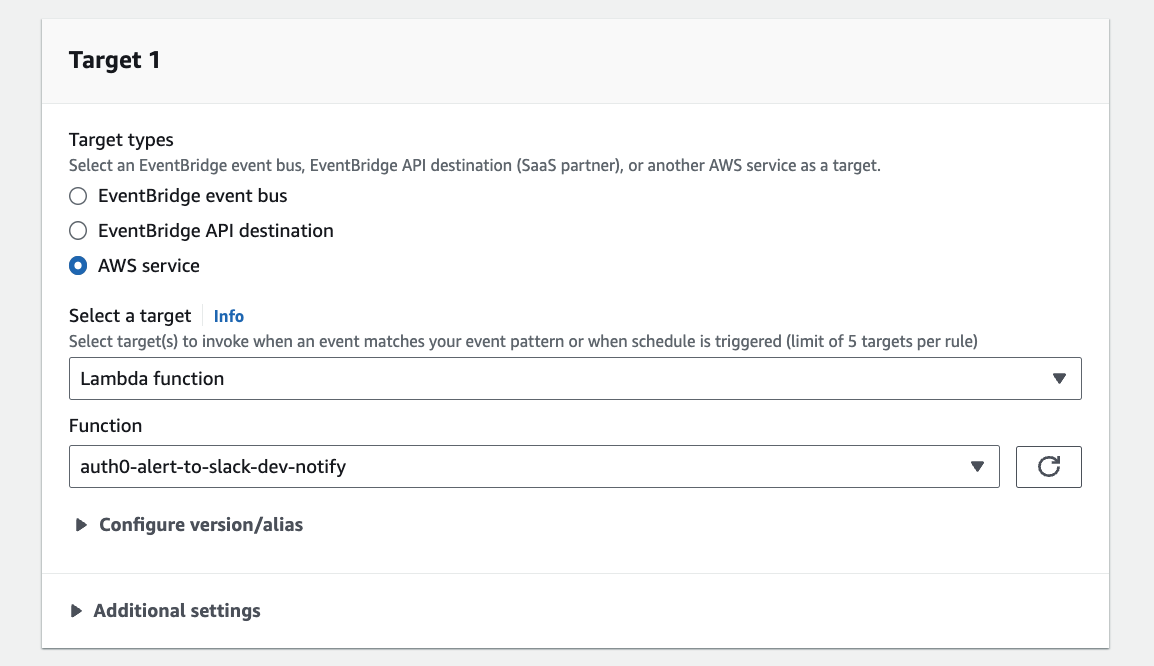 Target 1
Target types
Select an EventBridge event bus, EventBridge API destination (SaaS partner), or another AWS service as a target.
EventBridge event bus
EventBridge API destination
AWS service
Select a target Info
Select target(s) to invoke when an event matches your event pattern or when schedule is triggered (limit of 5 targets per rule)
Lambda function
Function
auth0-alert-to-slack-dev-notify
Configure version/alias
Additional settings